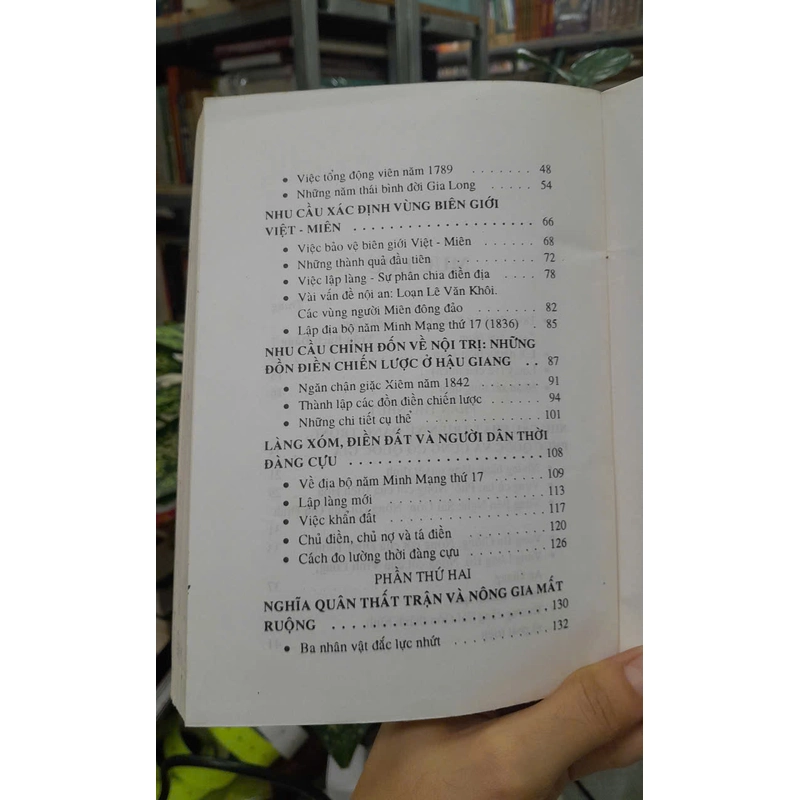 • Việc tổng động viên năm 1789 . . . . . . . 48
• Những năm thái bình đời Gia Long . . . . . 54
NHU CẦU XÁC ĐỊNH VÙNG BIÊN GIỚI
VIỆT - MIÊN . . . . . . . . . . . . . . . . . . . . . 66
• Việc bảo vệ biên giới Việt - Miên . . . . . . . 68
• Những thành quả đầu tiên . . . . . . . . . . 72
• Việc lập làng - Sự phân chia điền địa . . . . . 78
• Vài vấn đề nội an: Loạn Lê Văn Khôi.
Các vùng người Miên đông đảo . . . . . . . 82
• Lập địa bộ năm Minh Mạng thứ 17 (1836) . 85
NHU CẦU CHỈNH ĐỐN VỀ NỘI TRỊ: NHỮNG
ĐỒN ĐIỀN CHIẾN LƯỢC Ở HẬU GIANG . . 87
• Ngăn chận giặc Xiêm năm 1842 . . . . . . . 91
• Thành lập các đồn điền chiến lược . . . . . . 94
• Những chi tiết cụ thể . . . . . . . . . . . . . 101
LÀNG XÓM, ĐIỀN ĐẤT VÀ NGƯỜI DÂN THỜI
ĐÀNG CỰU . . . . . . . . . . . . . . . . . . . . 108
• Về địa bộ năm Minh Mạng thứ 17 . . . . . . 109
• Lập làng mới . . . . . . . . . . . . . . . . . 113
• Việc khẩn đất . . . . . . . . . . . . . . . . . 117
• Chủ điền, chủ nợ và tá điền . . . . . . . . . 120
• Cách đo lường thời đàng cựu . . . . . . . . 126
PHẦN THỨ HAI
NGHĨA QUÂN THẤT TRẬN VÀ NÔNG GIA MẤT
RUỘNG . . . . . . . . . . . . . . . . . . . . . . . 130
• Ba nhân vật đắc lực nhứt . . . . . . . . . . . 132